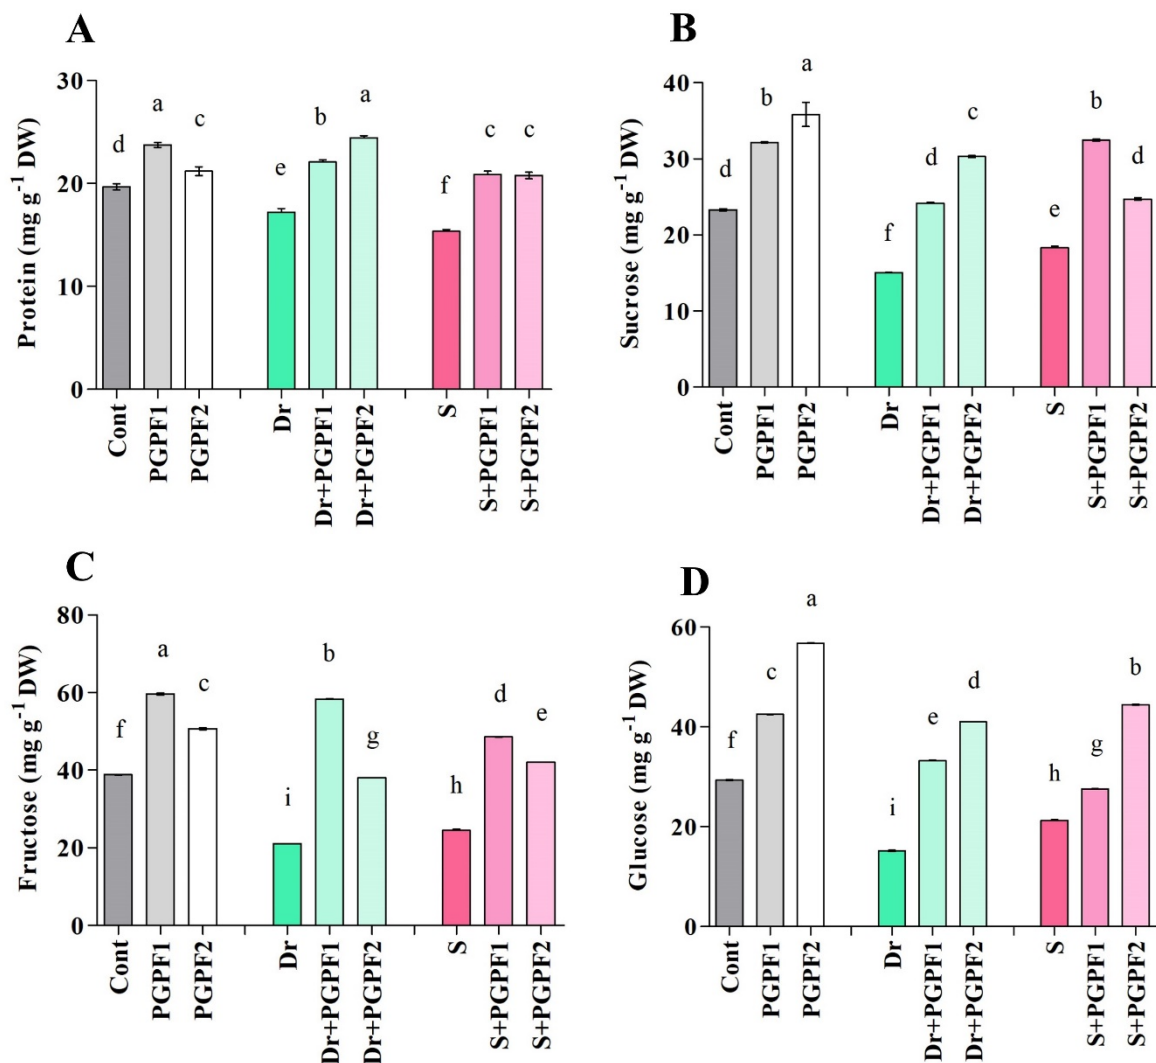 A
Protein (mg g-1 DW)
30
20
10
0
d
a
c
e
b
a
f
c
c
Cont
PGPF1
PGPF2
Dr
Dr+PGPF1
Dr+PGPF2
S
S+PGPF1
S+PGPF2
B
Sucrose (mg g-1 DW)
40
30
20
10
0
d
b
a
f
d
c
e
b
d
Cont
PGPF1
PGPF2
Dr
Dr+PGPF1
Dr+PGPF2
S
S+PGPF1
S+PGPF2
C
Fructose (mg g-1 DW)
80
60
40
20
0
f
a
c
i
b
g
h
d
e
Cont
PGPF1
PGPF2
Dr
Dr+PGPF1
Dr+PGPF2
S
S+PGPF1
S+PGPF2
D
Glucose (mg g-1 DW)
60
40
20
0
f
c
a
i
e
d
h
g
b
Cont
PGPF1
PGPF2
Dr
Dr+PGPF1
Dr+PGPF2
S
S+PGPF1
S+PGPF2